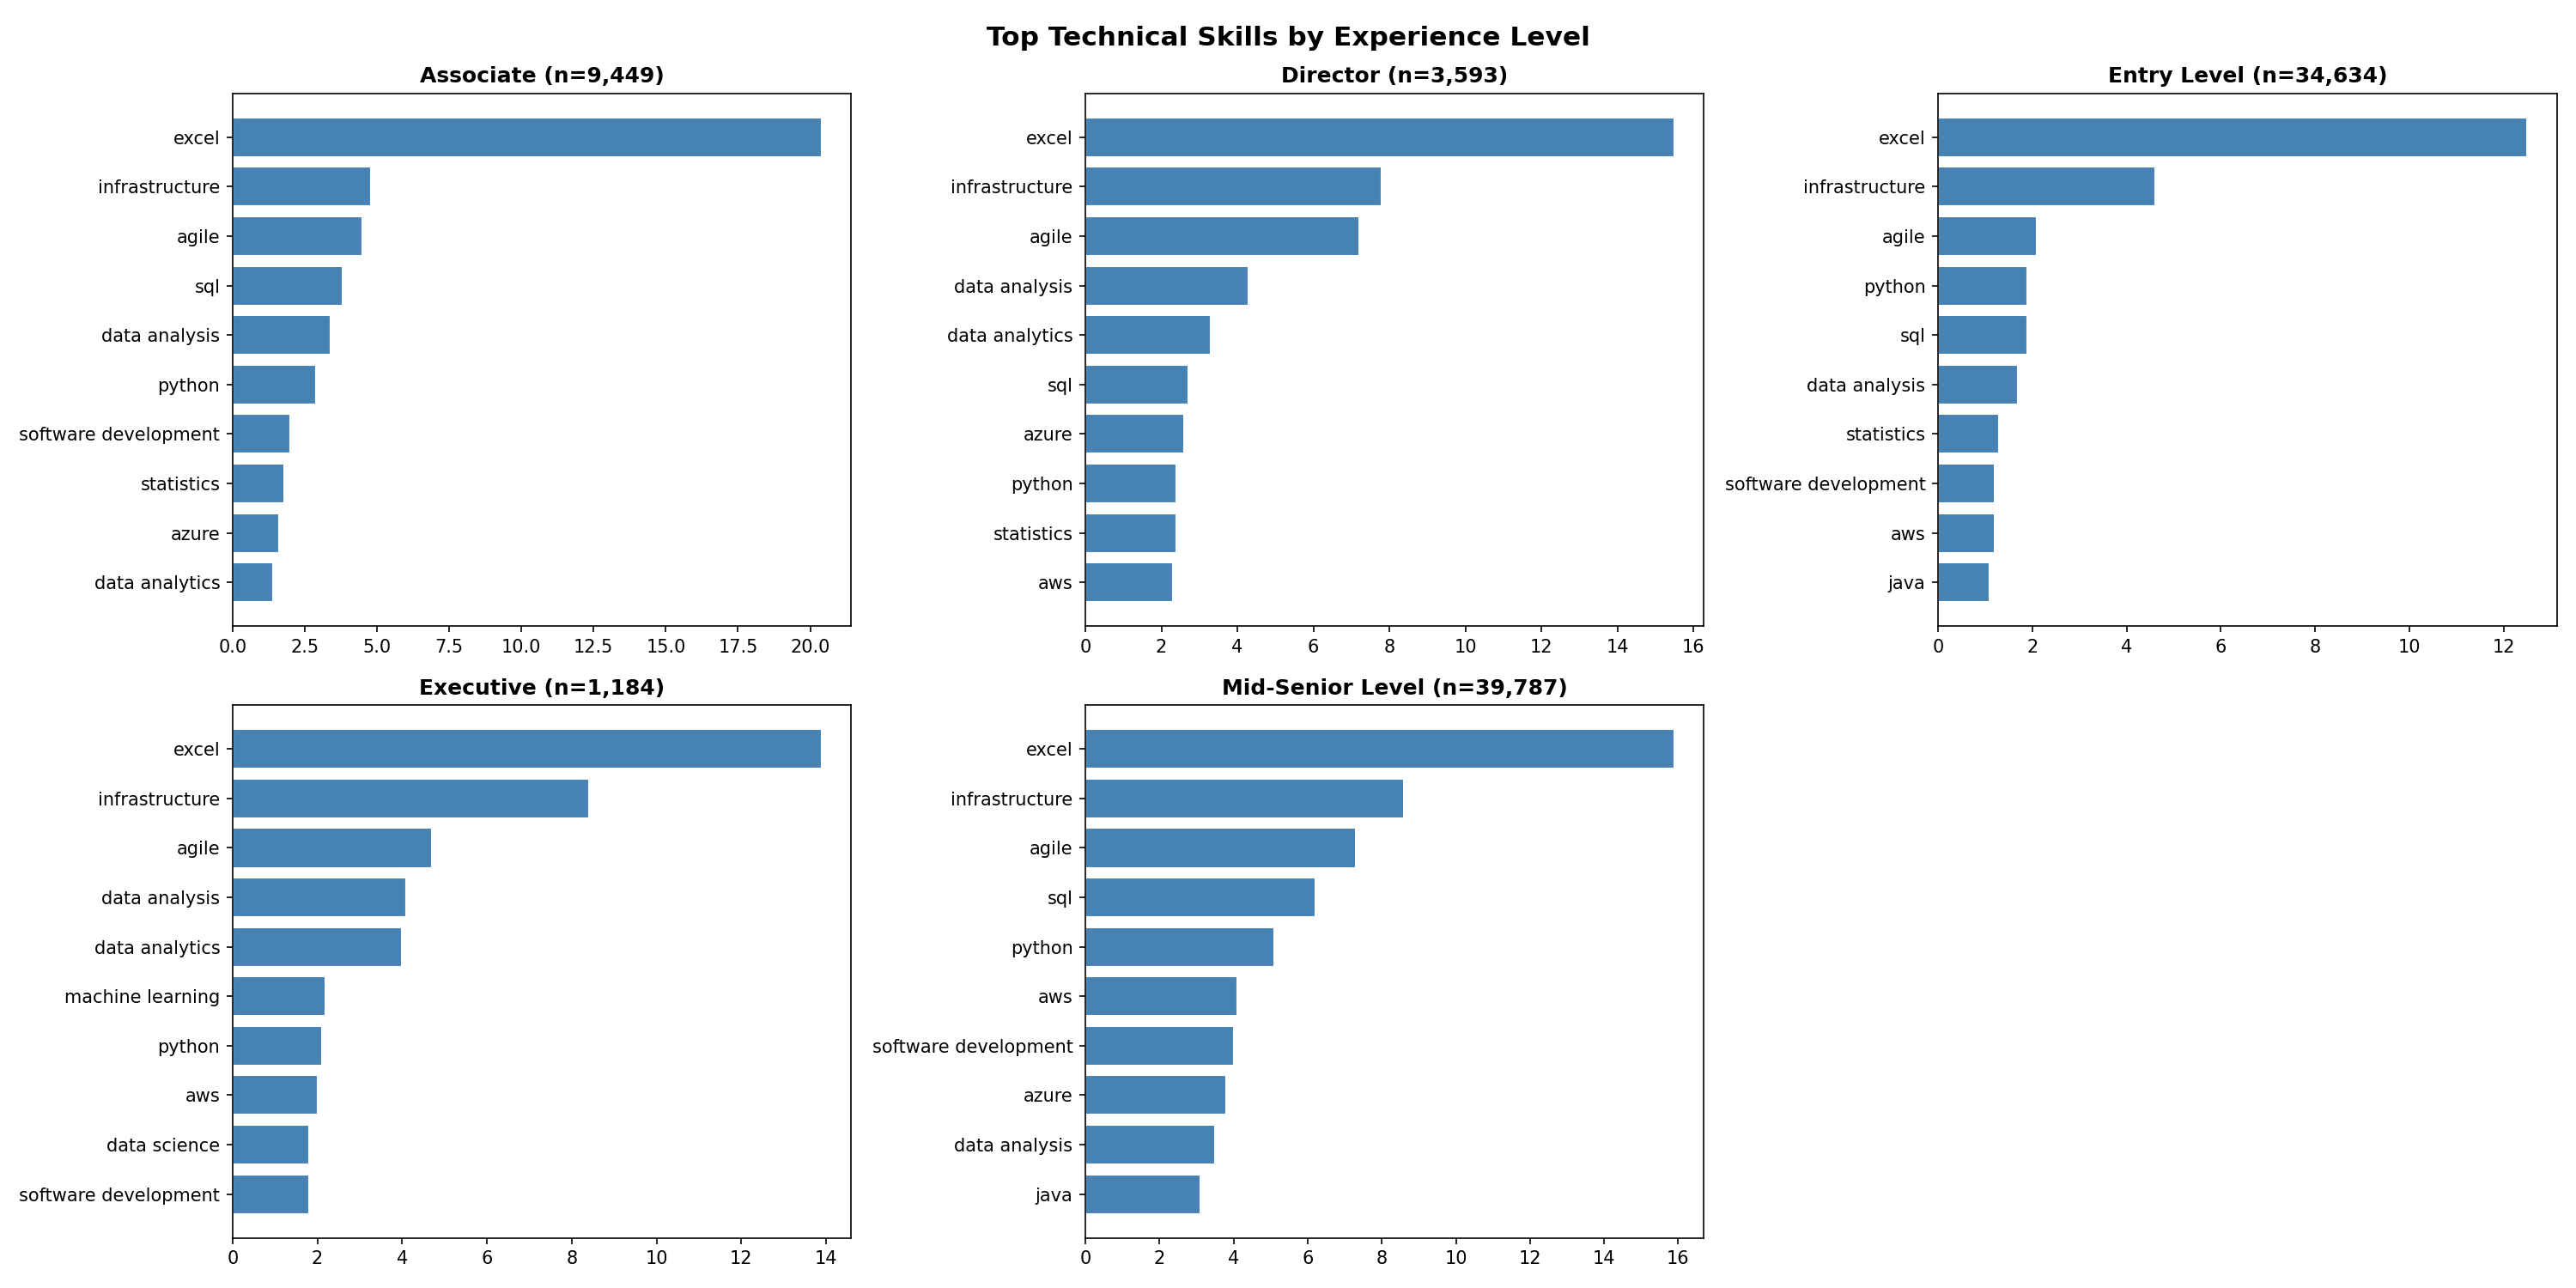 Top Technical Skills by Experience Level
Associate (n=9,449)
excel
infrastructure
agile
sql
data analysis
python
software development
statistics
azure
data analytics
0.0 2.5 5.0 7.5 10.0 12.5 15.0 17.5 20.0
Director (n=3,593)
excel
infrastructure
agile
data analysis
data analytics
sql
azure
python
statistics
aws
0 2 4 6 8 10 12 14 16
Entry Level (n=34,634)
excel
infrastructure
agile
python
sql
data analysis
statistics
software development
aws
java
0 2 4 6 8 10 12
Executive (n=1,184)
excel
infrastructure
agile
data analysis
data analytics
machine learning
python
aws
data science
software development
0 2 4 6 8 10 12 14
Mid-Senior Level (n=39,787)
excel
infrastructure
agile
sql
python
aws
software development
azure
data analysis
java
0 2 4 6 8 10 12 14 16